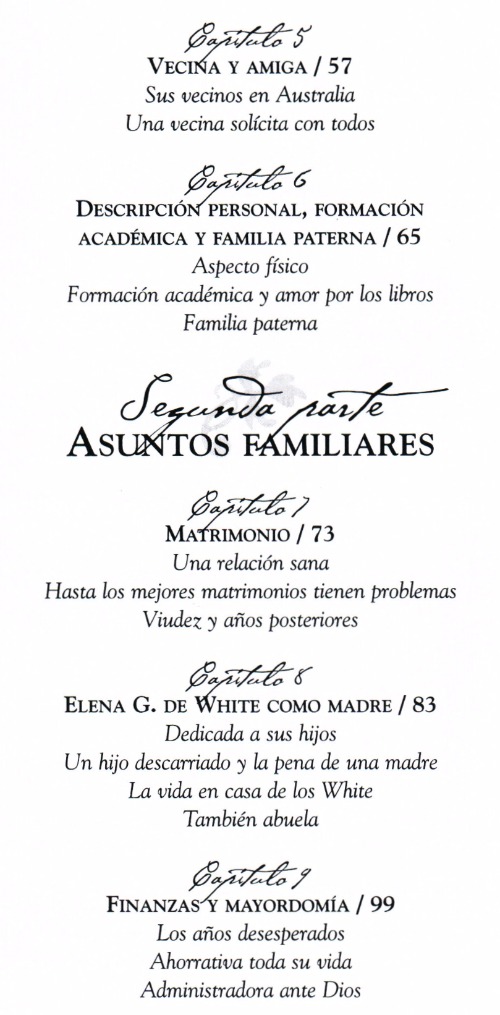 Capítulo 5
VECINA Y AMIGA / 57
Sus vecinos en Australia
Una vecina solícita con todos
Capítulo 6
DESCRIPCIÓN PERSONAL, FORMACIÓN
ACADÉMICA Y FAMILIA PATERNA / 65
Aspecto físico
Formación académica y amor por los libros
Familia paterna
Segunda parte
ASUNTOS FAMILIARES
Capítulo 7
MATRIMONIO / 73
Una relación sana
Hasta los mejores matrimonios tienen problemas
Viudez y años posteriores
Capítulo 8
ELENA G. DE WHITE COMO MADRE / 83
Dedicada a sus hijos
Un hijo descarriado y la pena de una madre
La vida en casa de los White
También abuela
Capítulo 9
FINANZAS Y MAYORDOMÍA / 99
Los años desesperados
Ahorrativa toda su vida
Administradora ante Dios